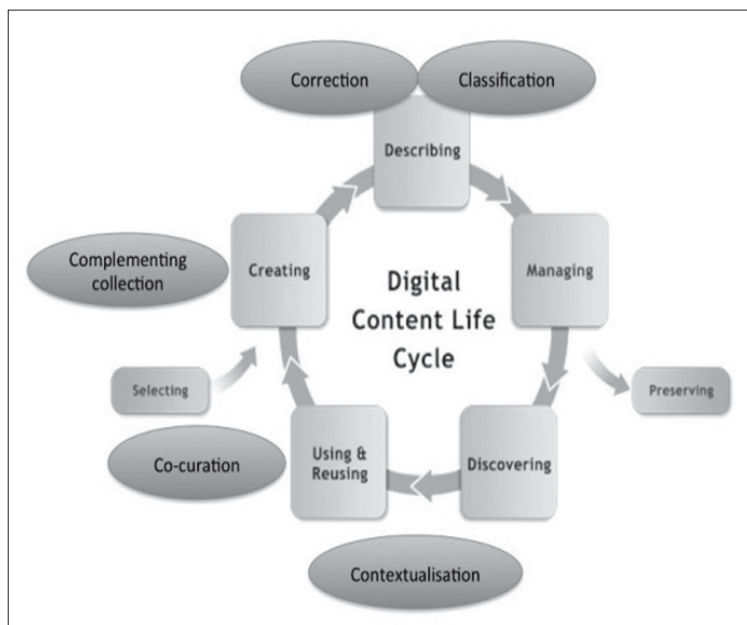 Correction
Classification
Describing
Complementing
collection
Creating
Managing
Digital
Content Life
Cycle
Selecting
Preserving
Co-curation
Using &
Reusing
Discovering
Contextualisation